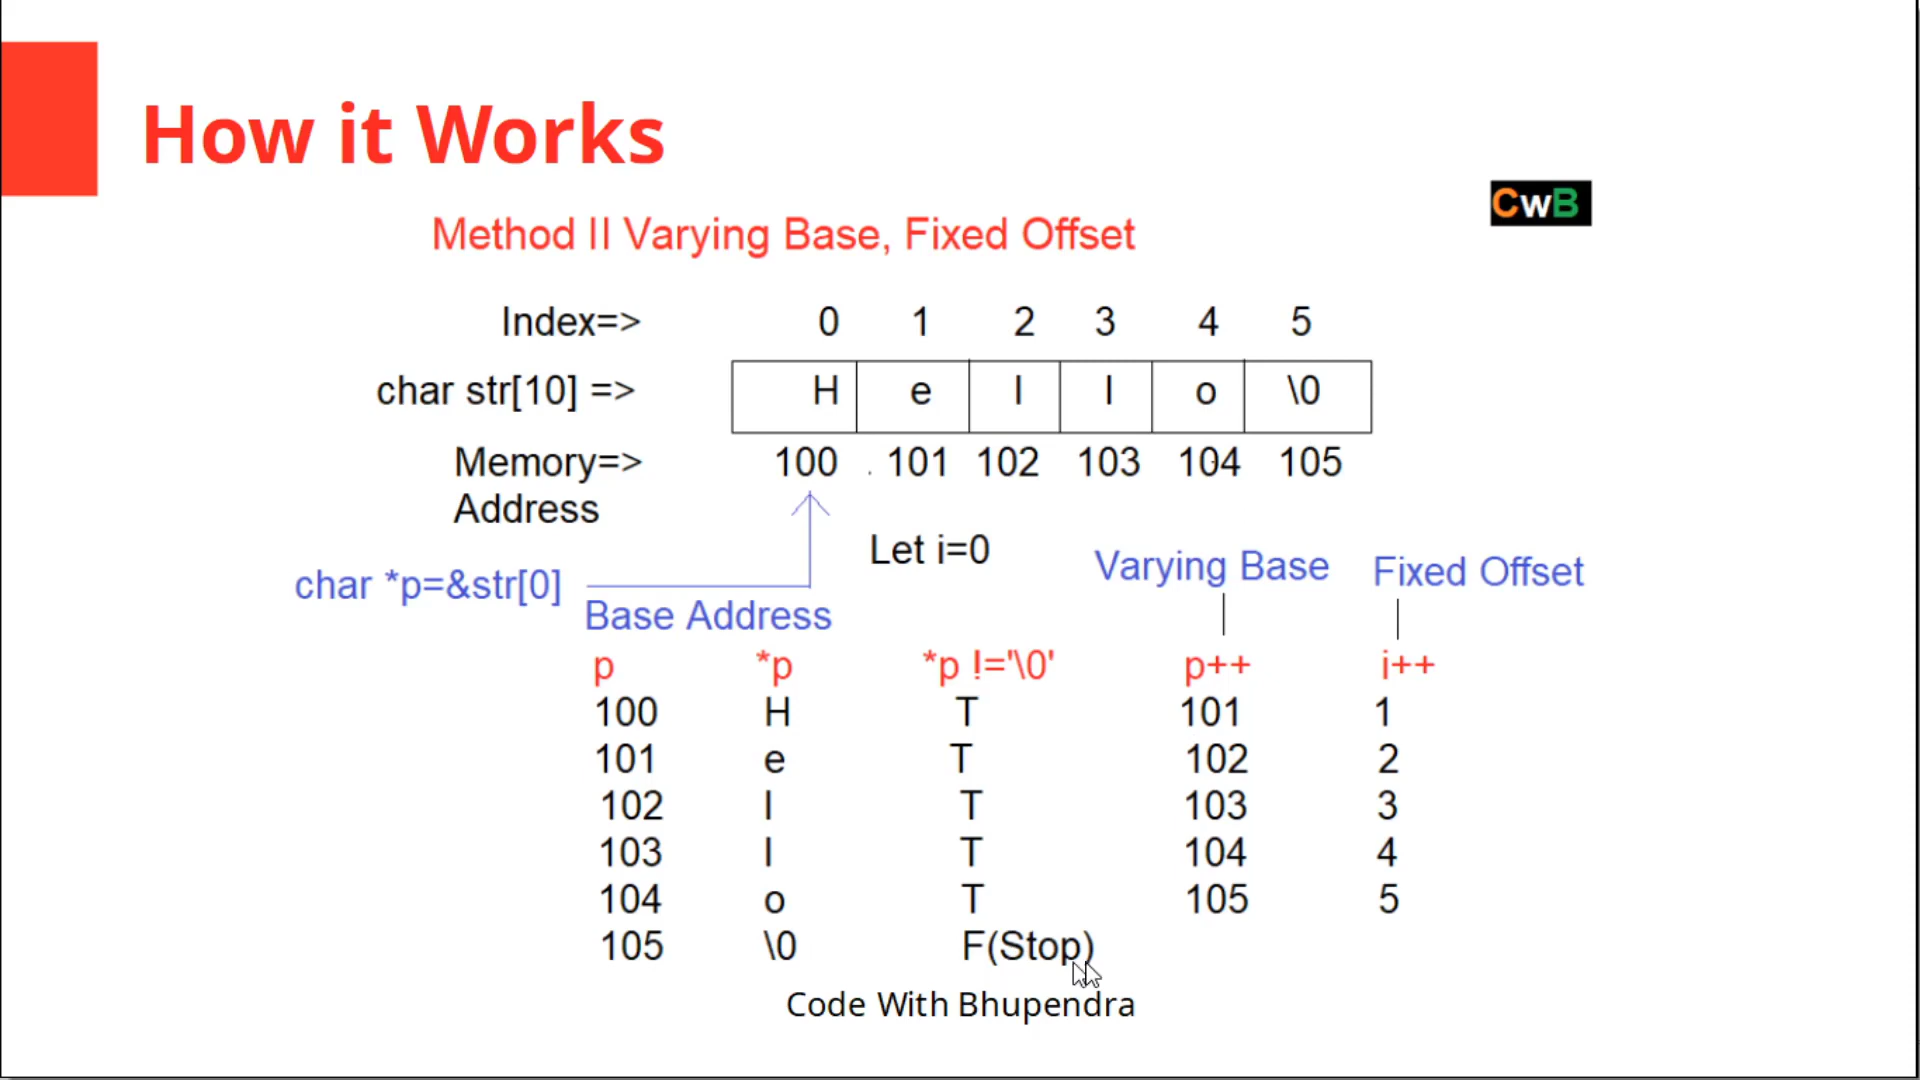 How it Works
CwB
Method II Varying Base, Fixed Offset
Index=> 0 1 2 3 4 5
char str[10] => H e l l o \0
Memory=> 100 101 102 103 104 105
Address
Let i=0
char *p=&str[0]
Base Address
Varying Base Fixed Offset
p *p *p !='\0' p++ i++
100 H T 101 1
101 e T 102 2
102 l T 103 3
103 l T 104 4
104 o T 105 5
105 \0 F(Stop)
Code With Bhupendra